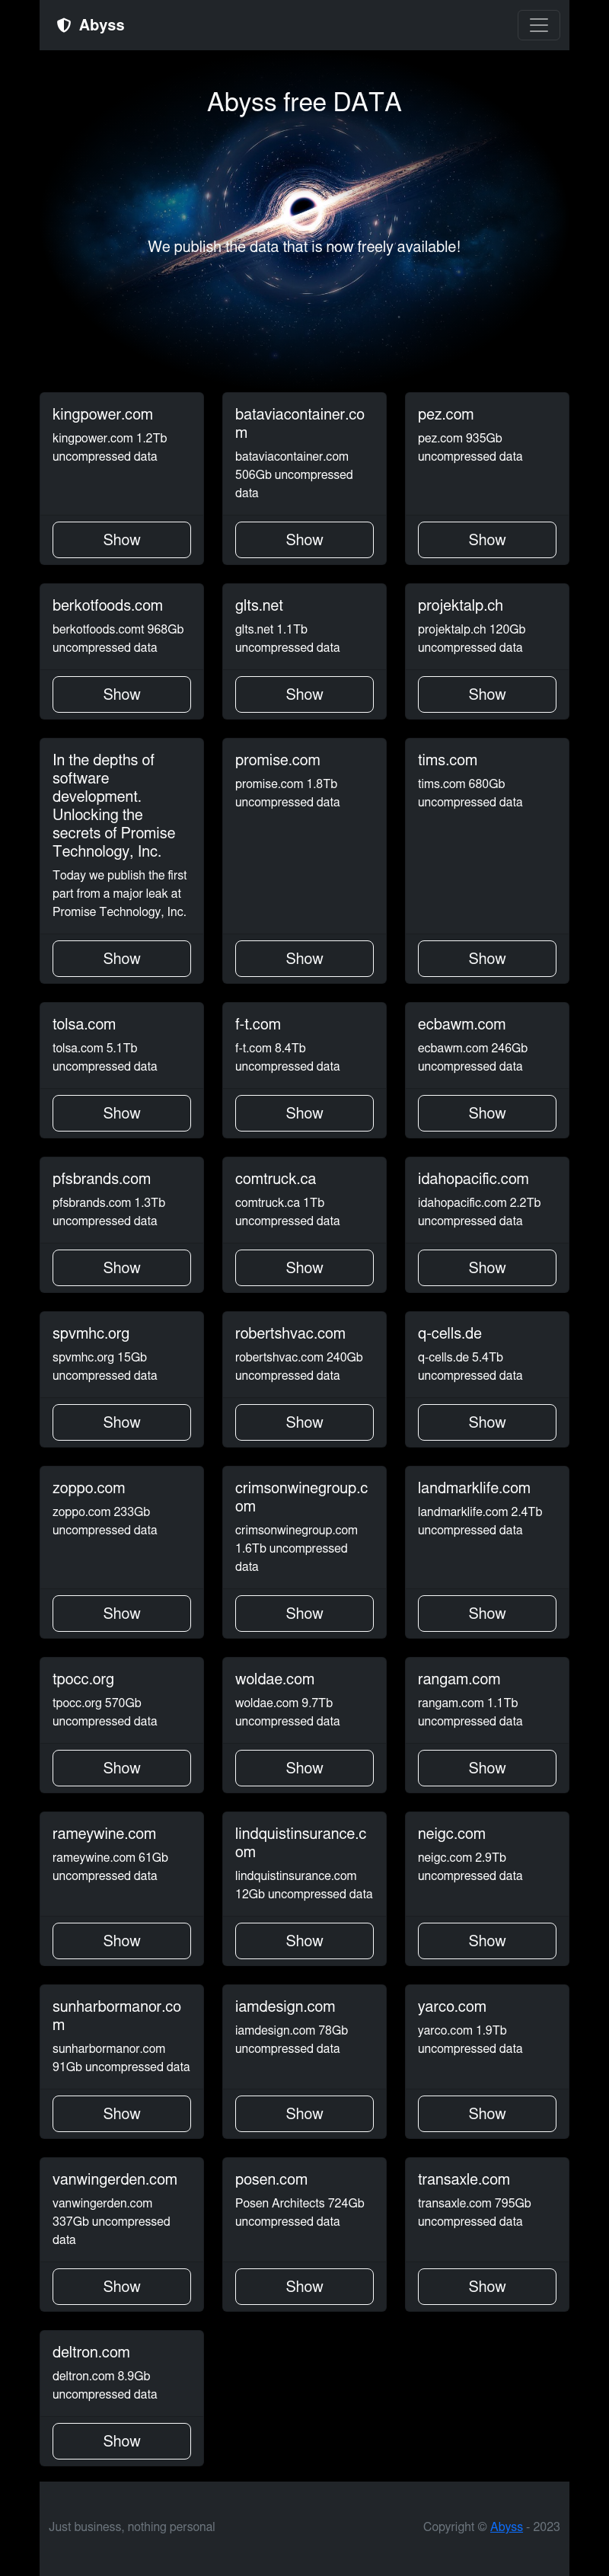 Abyss
Abyss free DATA
We publish the data that is now freely available!
kingpower.com
kingpower.com 1.2Tb
uncompressed data
Show
bataviacontainer.co
m
bataviacontainer.com
506Gb uncompressed
data
Show
pez.com
pez.com 935Gb
uncompressed data
Show
berkotfoods.com
berkotfoods.comt 968Gb
uncompressed data
Show
glts.net
glts.net 1.1Tb
uncompressed data
Show
projektalp.ch
projektalp.ch 120Gb
uncompressed data
Show
In the depths of
software
development.
Unlocking the
secrets of Promise
Technology, Inc.
Today we publish the first
part from a major leak at
Promise Technology, Inc.
Show
promise.com
promise.com 1.8Tb
uncompressed data
Show
tims.com
tims.com 680Gb
uncompressed data
Show
tolsa.com
tolsa.com 5.1Tb
uncompressed data
Show
f-t.com
f-t.com 8.4Tb
uncompressed data
Show
ecbawm.com
ecbawm.com 246Gb
uncompressed data
Show
pfsbrands.com
pfsbrands.com 1.3Tb
uncompressed data
Show
comtruck.ca
comtruck.ca 1Tb
uncompressed data
Show
idahopacific.com
idahopacific.com 2.2Tb
uncompressed data
Show
spvmhc.org
spvmhc.org 15Gb
uncompressed data
Show
robertshvac.com
robertshvac.com 240Gb
uncompressed data
Show
q-cells.de
q-cells.de 5.4Tb
uncompressed data
Show
zoppo.com
zoppo.com 233Gb
uncompressed data
Show
crimsonwinegroup.c
om
crimsonwinegroup.com
1.6Tb uncompressed
data
Show
landmarklife.com
landmarklife.com 2.4Tb
uncompressed data
Show
tpocc.org
tpocc.org 570Gb
uncompressed data
Show
woldae.com
woldae.com 9.7Tb
uncompressed data
Show
rangam.com
rangam.com 1.1Tb
uncompressed data
Show
rameywine.com
rameywine.com 61Gb
uncompressed data
Show
lindquistinsurance.c
om
lindquistinsurance.com
12Gb uncompressed data
Show
neigc.com
neigc.com 2.9Tb
uncompressed data
Show
sunharbormanor.co
m
sunharbormanor.com
91Gb uncompressed data
Show
iamdesign.com
iamdesign.com 78Gb
uncompressed data
Show
yarco.com
yarco.com 1.9Tb
uncompressed data
Show
vanwingerden.com
vanwingerden.com
337Gb uncompressed
data
Show
posen.com
Posen Architects 724Gb
uncompressed data
Show
transaxle.com
transaxle.com 795Gb
uncompressed data
Show
deltron.com
deltron.com 8.9Gb
uncompressed data
Show
Just business, nothing personal
Copyright © Abyss - 2023